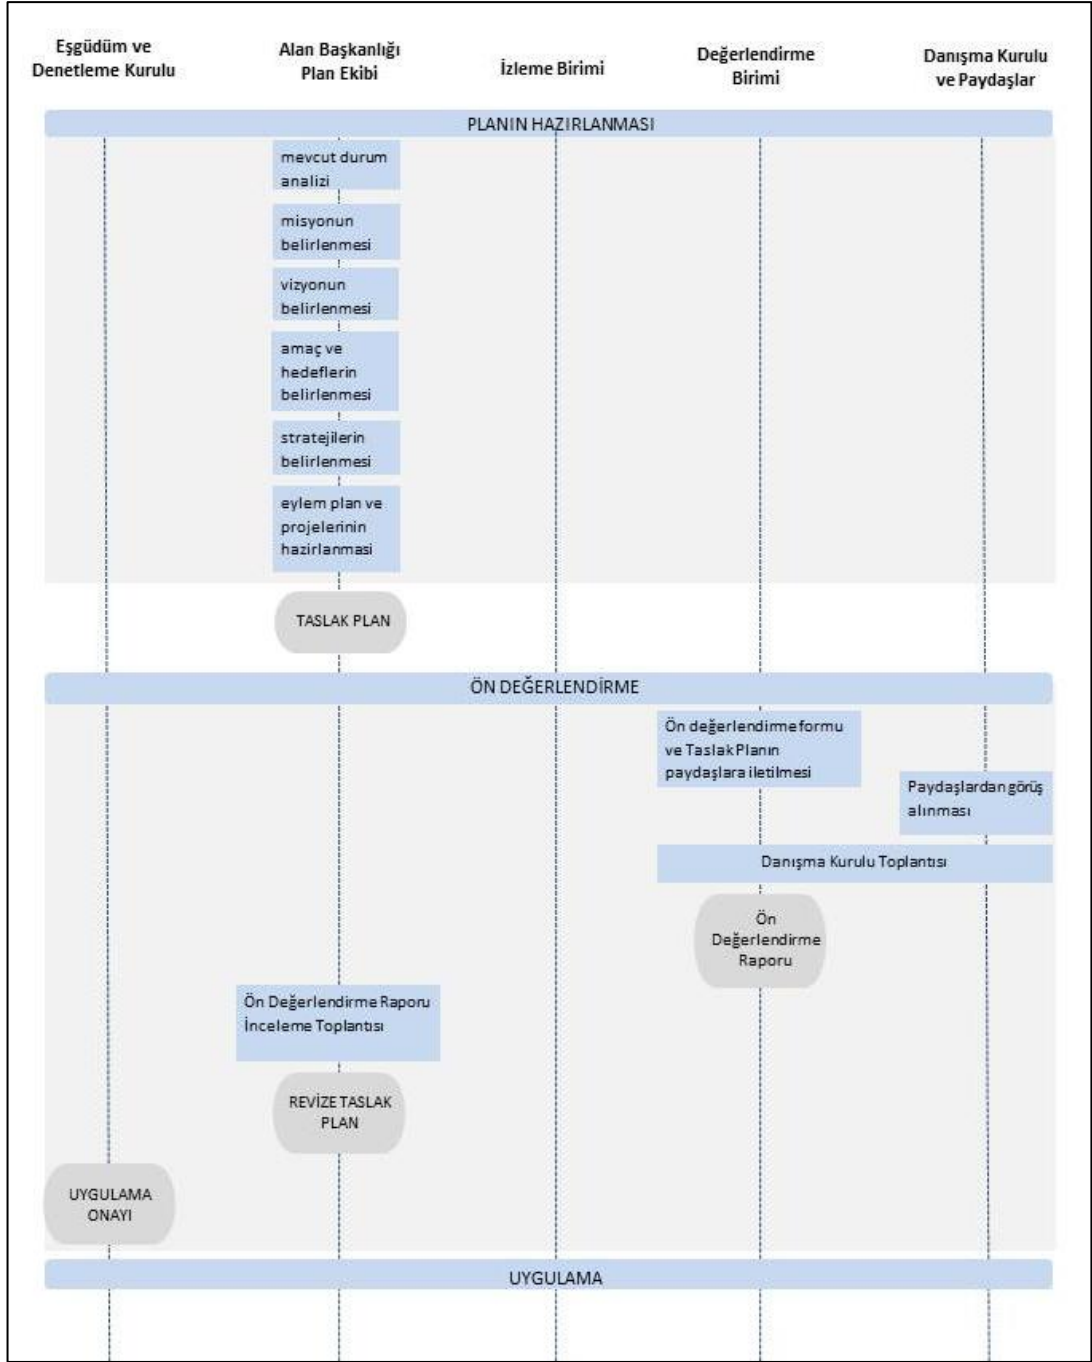 Eşgüdüm ve
Denetleme Kurulu
Alan Başkanlığı
Plan Ekibi
İzleme Birimi
Değerlendirme
Birimi
Danışma Kurulu
ve Paydaşlar
PLANIN HAZIRLANMASI
mevcut durum
analizi
misyonun
belirlenmesi
vizyonun
belirlenmesi
amaç ve
hedeflerin
belirlenmesi
stratejilerin
belirlenmesi
eylem plan ve
projelerinin
hazirlanmasi
TASLAK PLAN
ÖN DEĞERLENDİRME
Ön değerlendirme formu
ve Taslak Planın
paydaşlara iletilmesi
Paydaşlardan görüş
alınması
Danışma Kurulu Toplantısı
Ön
Değerlendirme
Raporu
Ön Değerlendirme Raporu
İnceleme Toplantısı
REVİZE TASLAK
PLAN
UYGULAMA
ONAYI
UYGULAMA